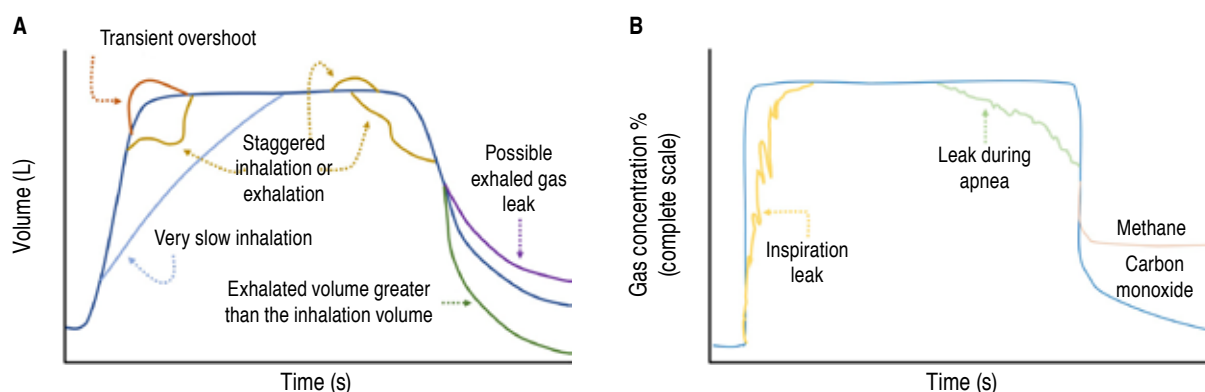 A
Transient overshoot
Volume (L)
Staggered
inhalation or
exhalation
Very slow inhalation
Possible
exhaled gas
leak
Exhalated volume greater
than the inhalation volume
Time (s)
B
Gas concentration %
(complete scale)
Leak during
apnea
Inspiration
leak
Methane
Carbon
monoxide
Time (s)